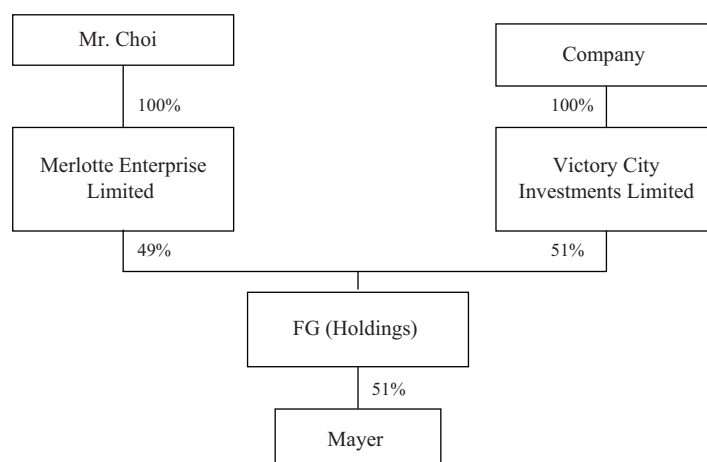 Mr. Choi
Company
100%
100%
Merlotte Enterprise
Limited
Victory City
Investments Limited
49%
51%
FG (Holdings)
51%
Mayer